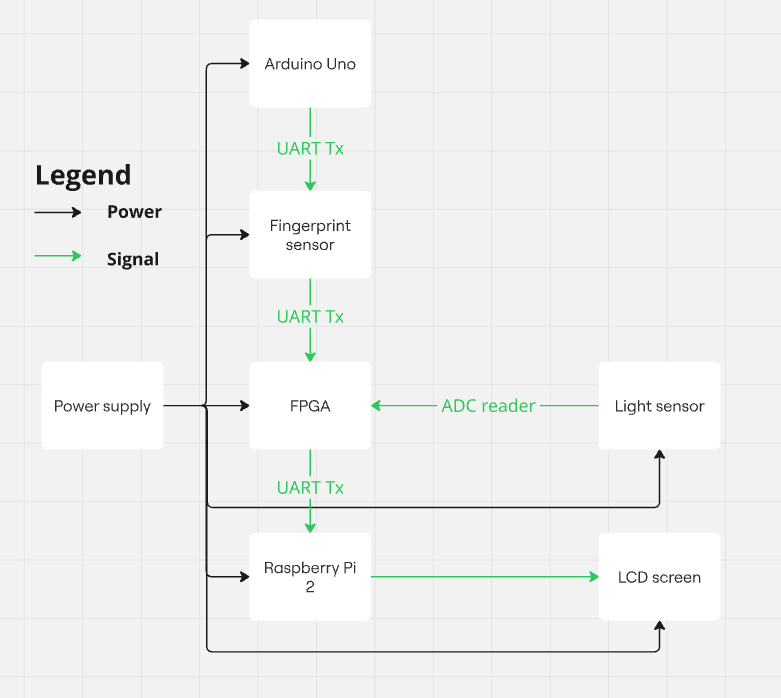 Arduino Uno
UART Tx
Legend
Power
Signal
Fingerprint
sensor
UART Tx
Power supply
FPGA
ADC reader
Light sensor
UART Tx
Raspberry Pi
2
LCD screen